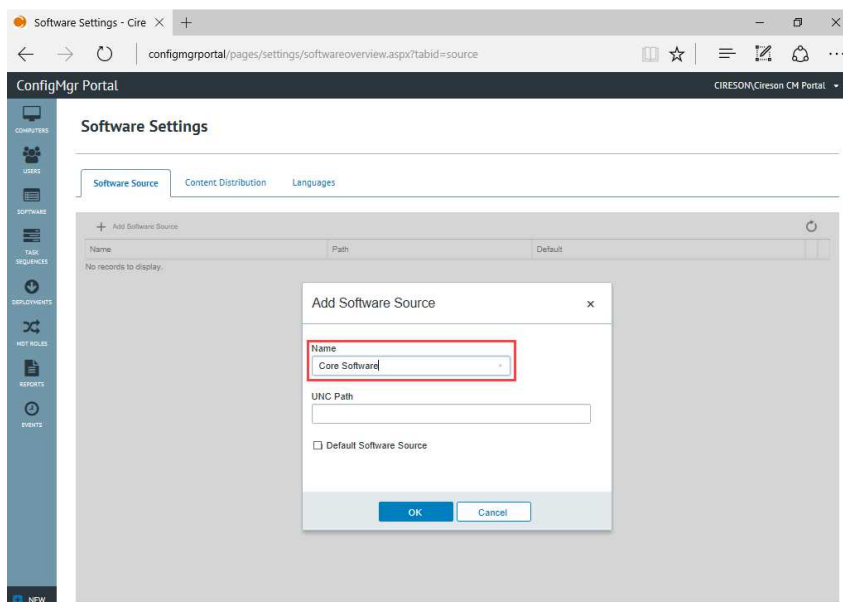 Software Settings - Cire
configmgrportal/pages/settings/softwareoverview.aspx?tabid=source
ConfigMgr Portal
CIRESON\Cireson CM Portal
COMPUTERS
USERS
SOFTWARE
TASK
SEQUENCES
DEPLOYMENTS
MDT ROLES
REPORTS
EVENTS
NEW
Software Settings
Software Source Content Distribution Languages
Add Software Source
Name Path Default
No records to display.
Add Software Source
Name
Core Software
UNC Path
Default Software Source
OK Cancel